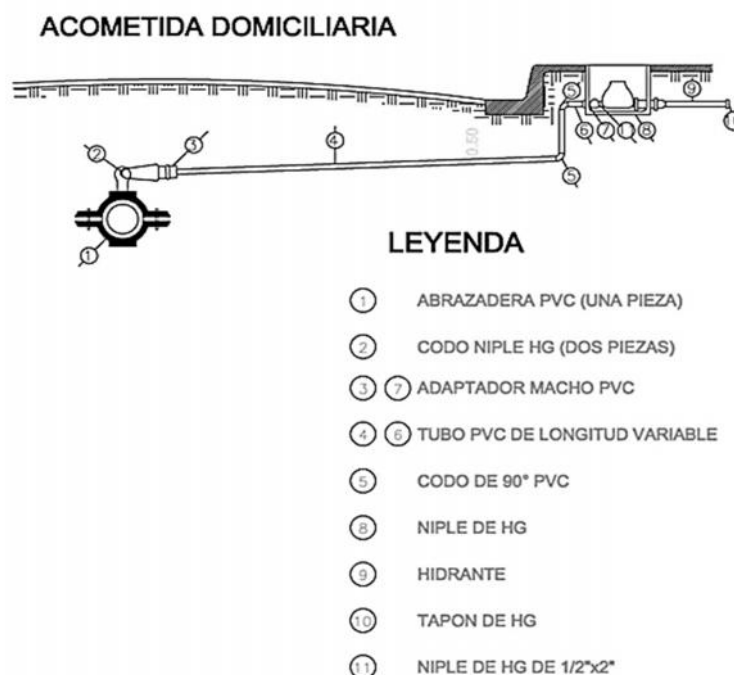 ACOMETIDA DOMICILIARIA
5 9
2 3 4 6 7 11 8 10
0.50
5
1
LEYENDA
1 ABRAZADERA PVC (UNA PIEZA)
2 CODO NIPLE HG (DOS PIEZAS)
3 7 ADAPTADOR MACHO PVC
4 6 TUBO PVC DE LONGITUD VARIABLE
5 CODO DE 90° PVC
8 NIPLE DE HG
9 HIDRANTE
10 TAPON DE HG
11 NIPLE DE HG DE 1/2"x2"